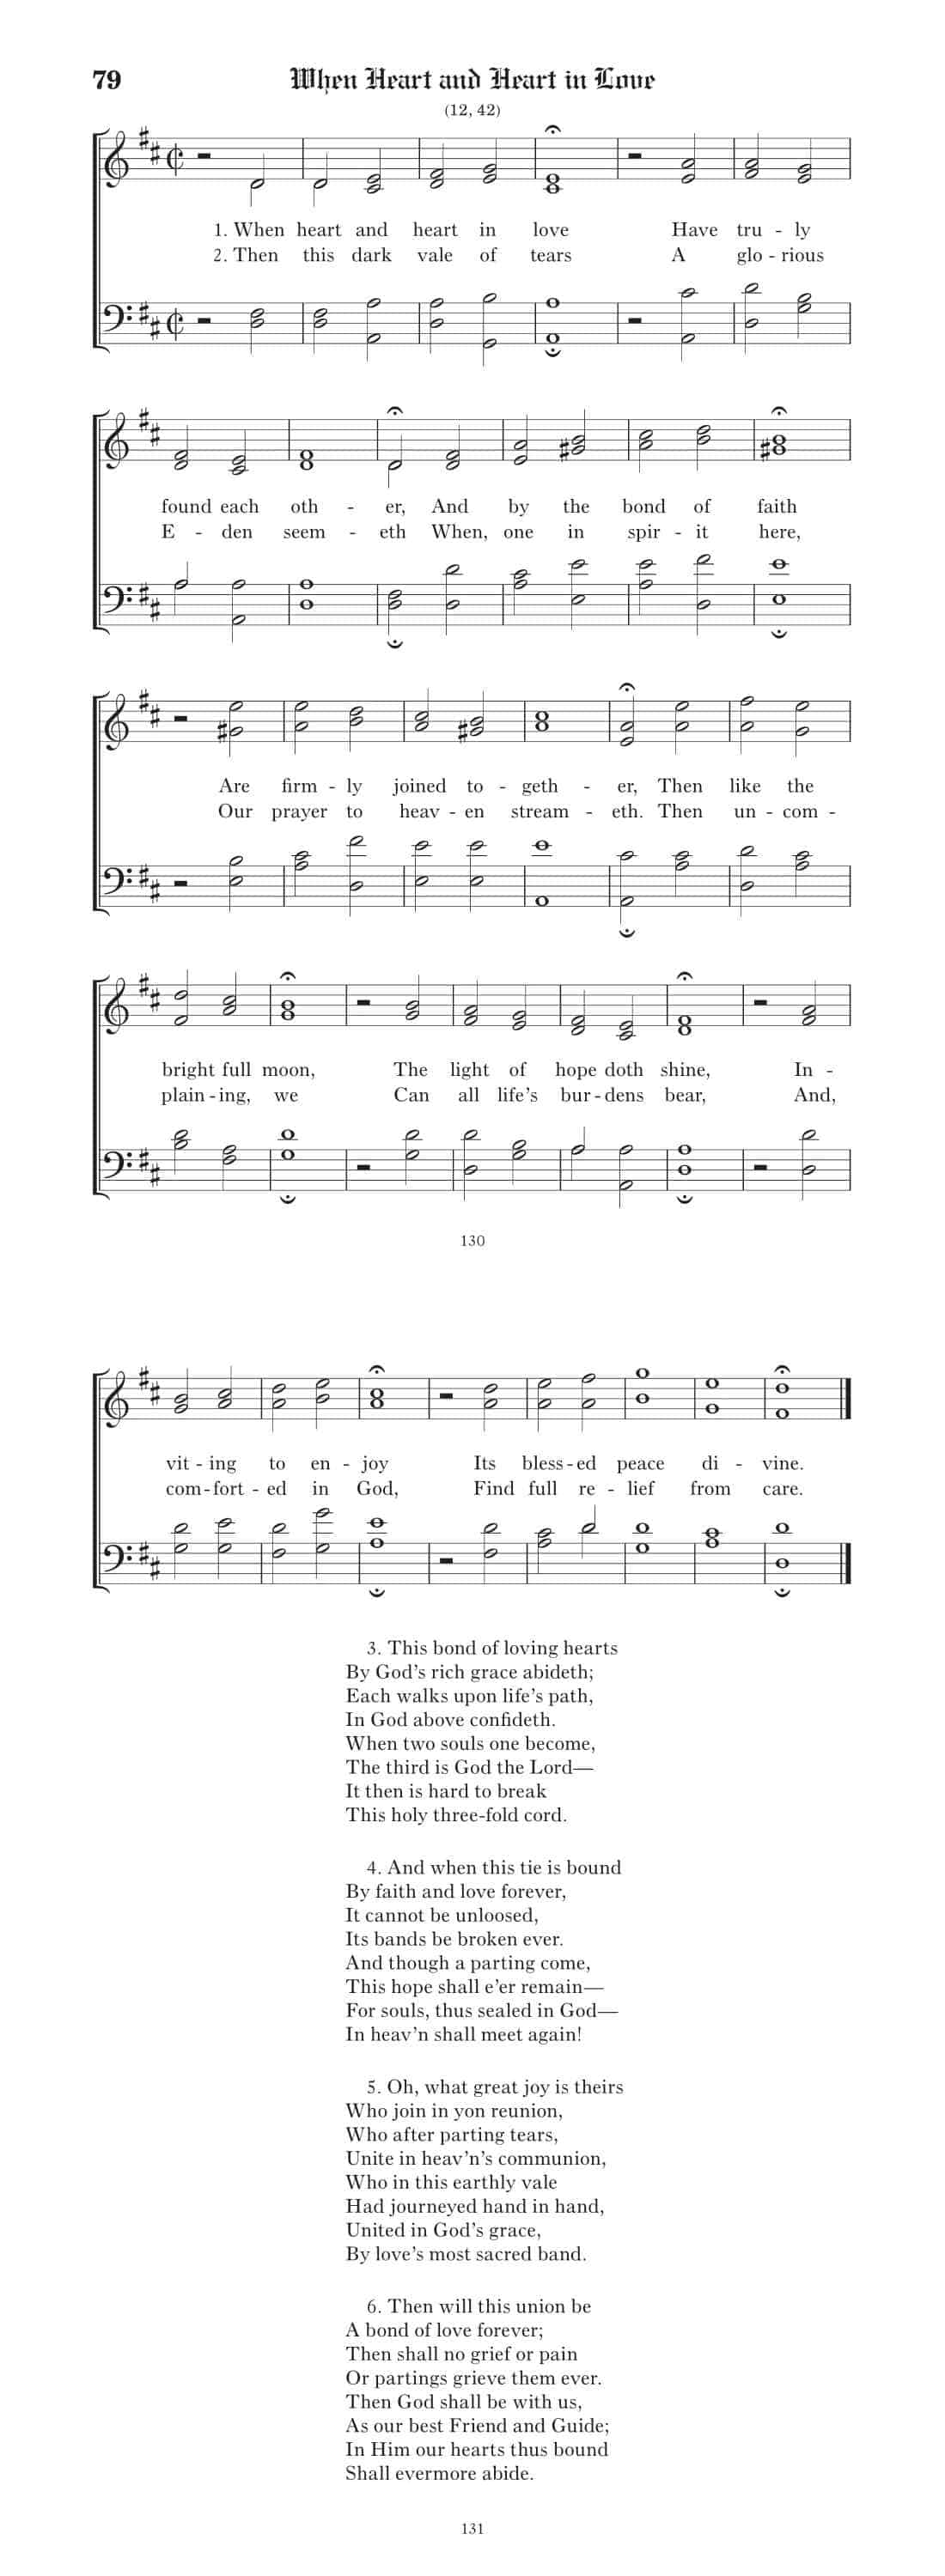 79 When Heart and Heart in Love
(12, 42)
1. When heart and heart in love Have tru - ly
2. Then this dark vale of tears A glo - rious
found each oth - er, And by the bond of faith
E - den seem - eth When, one in spir - it here,
Are firm - ly joined to - geth - er, Then like the
Our prayer to heav - en stream - eth. Then un - com -
bright full moon, The light of hope doth shine, In -
plain - ing, we Can all life's bur - dens bear, And,
130
vit - ing to en - joy Its bless - ed peace di - vine.
com - fort - ed in God, Find full re - lief from care.
3. This bond of loving hearts
By God's rich grace abideth;
Each walks upon life's path,
In God above confideth.
When two souls one become,
The third is God the Lord—
It then is hard to break
This holy three-fold cord.
4. And when this tie is bound
By faith and love forever,
It cannot be unloosed,
Its bands be broken ever.
And though a parting come,
This hope shall e'er remain—
For souls, thus sealed in God—
In heav'n shall meet again!
5. Oh, what great joy is theirs
Who join in yon reunion,
Who after parting tears,
Unite in heav'n's communion,
Who in this earthly vale
Had journeyed hand in hand,
United in God's grace,
By love's most sacred band.
6. Then will this union be
A bond of love forever;
Then shall no grief or pain
Or partings grieve them ever.
Then God shall be with us,
As our best Friend and Guide;
In Him our hearts thus bound
Shall evermore abide.
131